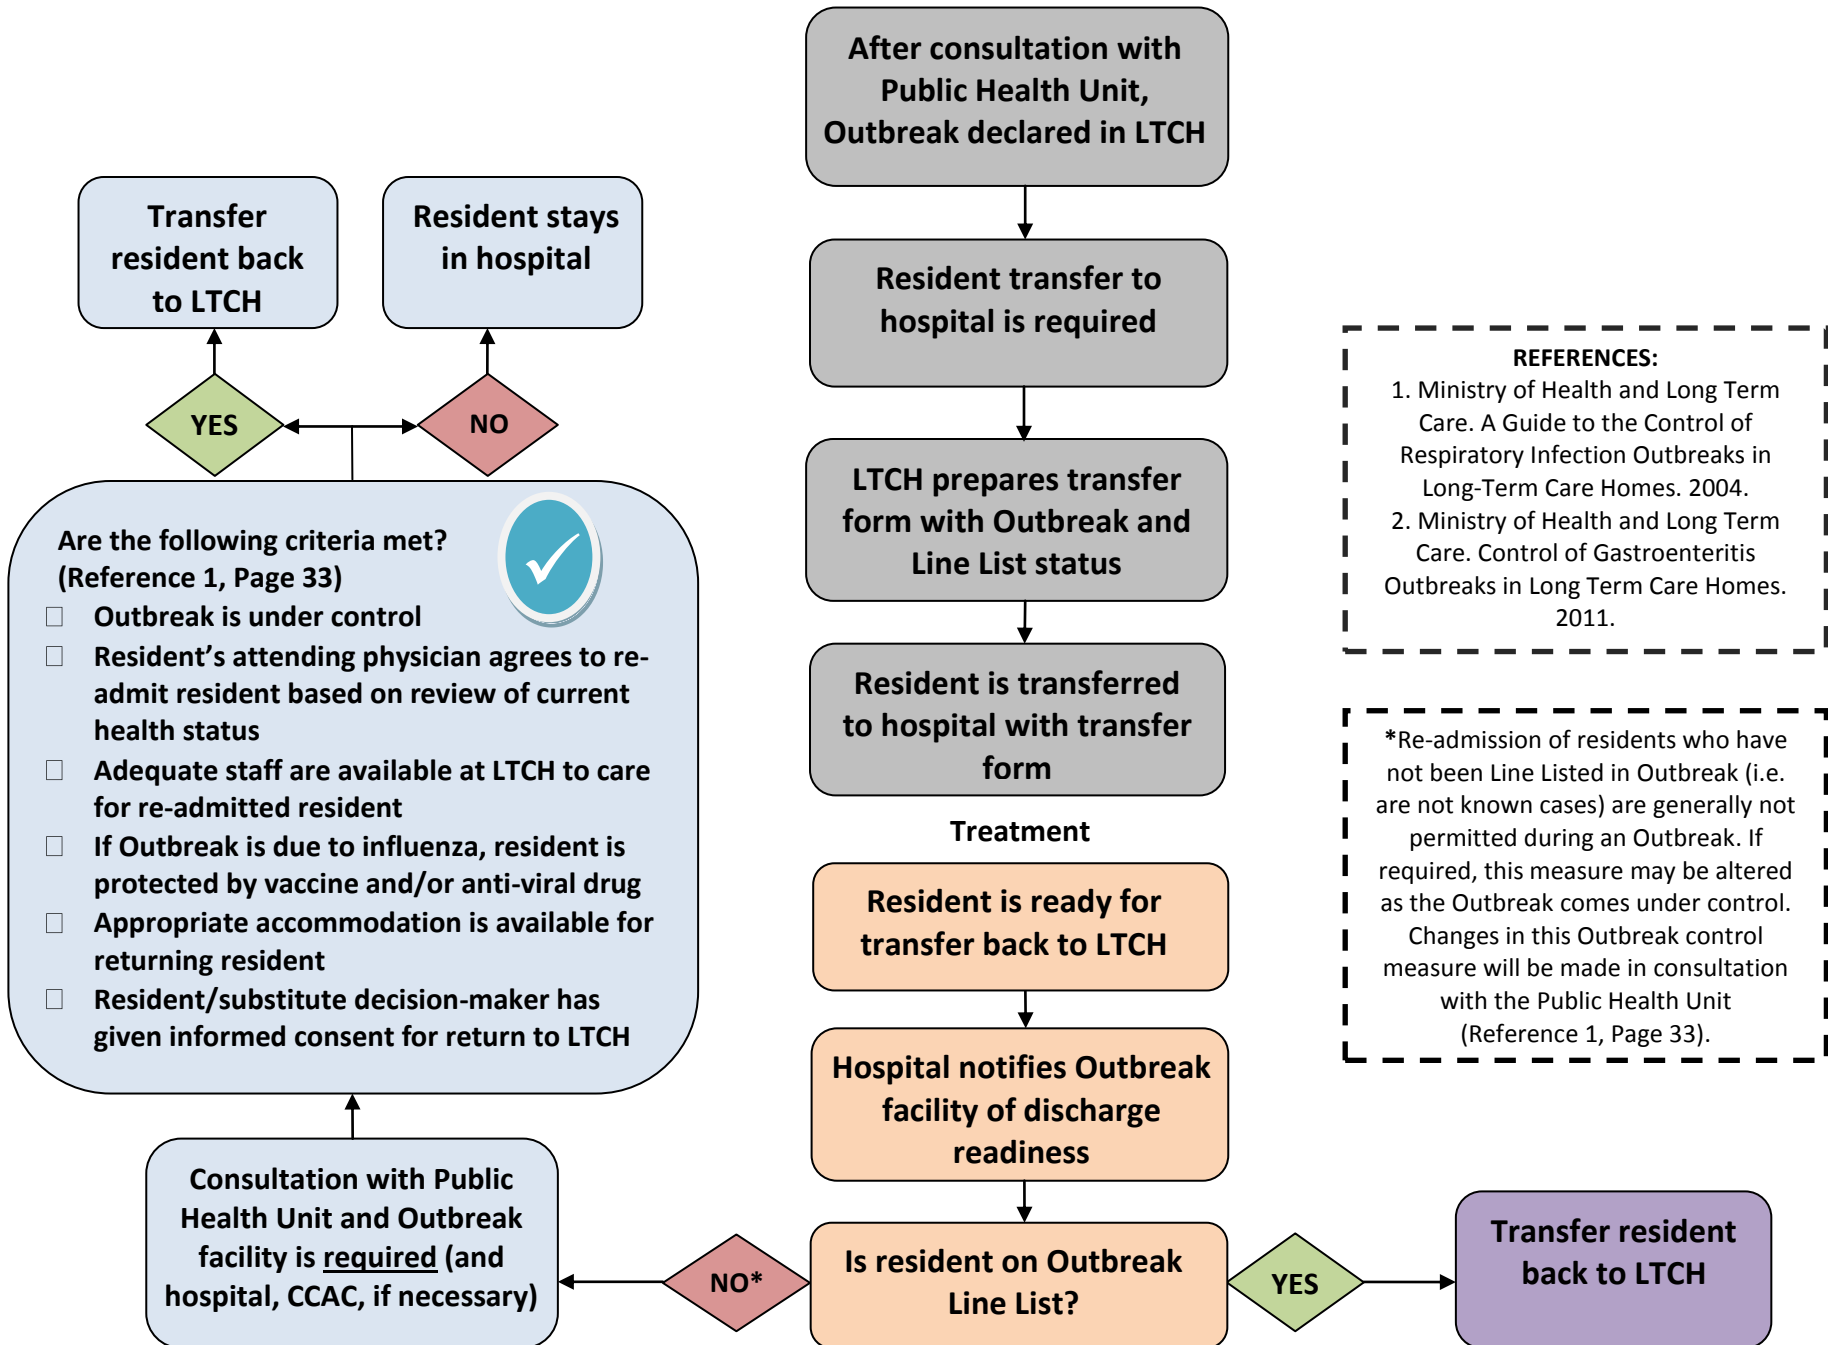 After consultation with
Public Health Unit,
Outbreak declared in LTCH
Resident transfer to
hospital is required
LTCH prepares transfer
form with Outbreak and
Line List status
Resident is transferred
to hospital with transfer
form
Treatment
Resident is ready for
transfer back to LTCH
Hospital notifies Outbreak
facility of discharge
readiness
Is resident on Outbreak
Line List?
YES
Transfer resident
back to LTCH
NO*
Consultation with Public
Health Unit and Outbreak
facility is required (and
hospital, CCAC, if necessary)
Are the following criteria met?
(Reference 1, Page 33)
Outbreak is under control
Resident’s attending physician agrees to re-
admit resident based on review of current
health status
Adequate staff are available at LTCH to care
for re-admitted resident
If Outbreak is due to influenza, resident is
protected by vaccine and/or anti-viral drug
Appropriate accommodation is available for
returning resident
Resident/substitute decision-maker has
given informed consent for return to LTCH
YES
NO
Transfer
resident back
to LTCH
Resident stays
in hospital
REFERENCES:
1. Ministry of Health and Long Term
Care. A Guide to the Control of
Respiratory Infection Outbreaks in
Long-Term Care Homes. 2004.
2. Ministry of Health and Long Term
Care. Control of Gastroenteritis
Outbreaks in Long Term Care Homes.
2011.
*Re-admission of residents who have
not been Line Listed in Outbreak (i.e.
are not known cases) are generally not
permitted during an Outbreak. If
required, this measure may be altered
as the Outbreak comes under control.
Changes in this Outbreak control
measure will be made in consultation
with the Public Health Unit
(Reference 1, Page 33).